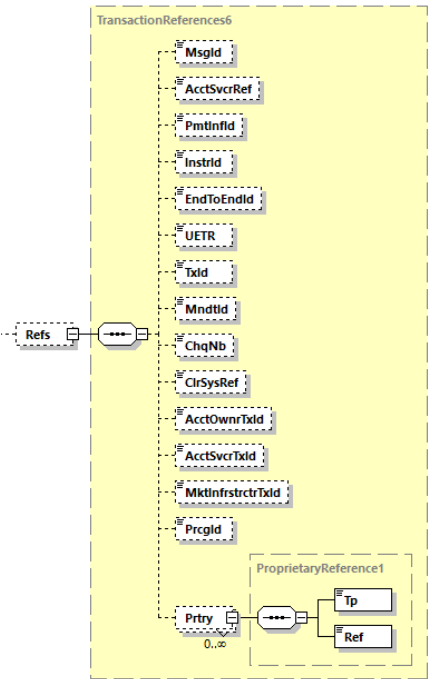 TransactionReferences6
MsgId
AcctSvcrRef
PmtInfId
InstrId
EndToEndId
UETR
TxId
MndtId
Refs
ChqNb
ClrSysRef
AcctOwnrTxId
AcctSvcrTxId
MktInfrstrctrTxId
PrcgId
ProprietaryReference1
Tp
Prtry
Ref
0..∞